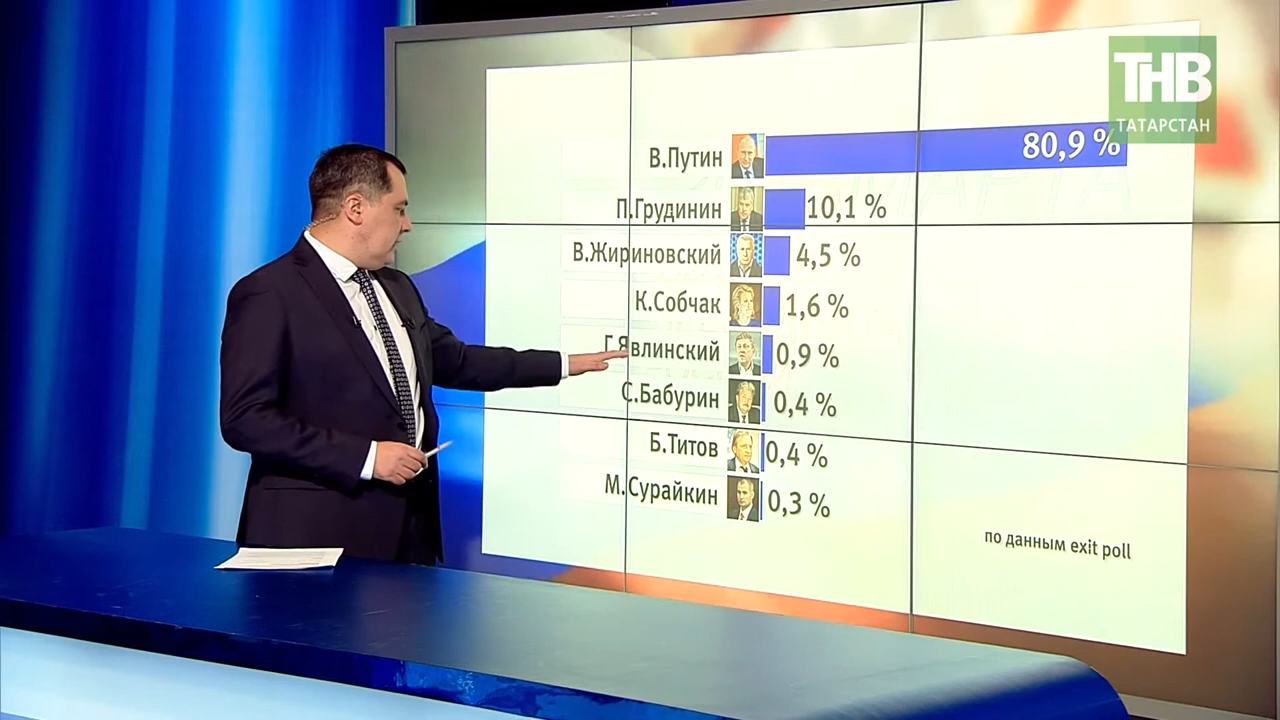 ТНВ
ТАТАРСТАН
В.Путин 80,9 %
П.Грудинин 10,1 %
В.Жириновский 4,5 %
К.Собчак 1,6 %
Г.Явлинский 0,9 %
С.Бабурин 0,4 %
Б.Титов 0,4 %
М.Сурайкин 0,3 %
по данным exit poll